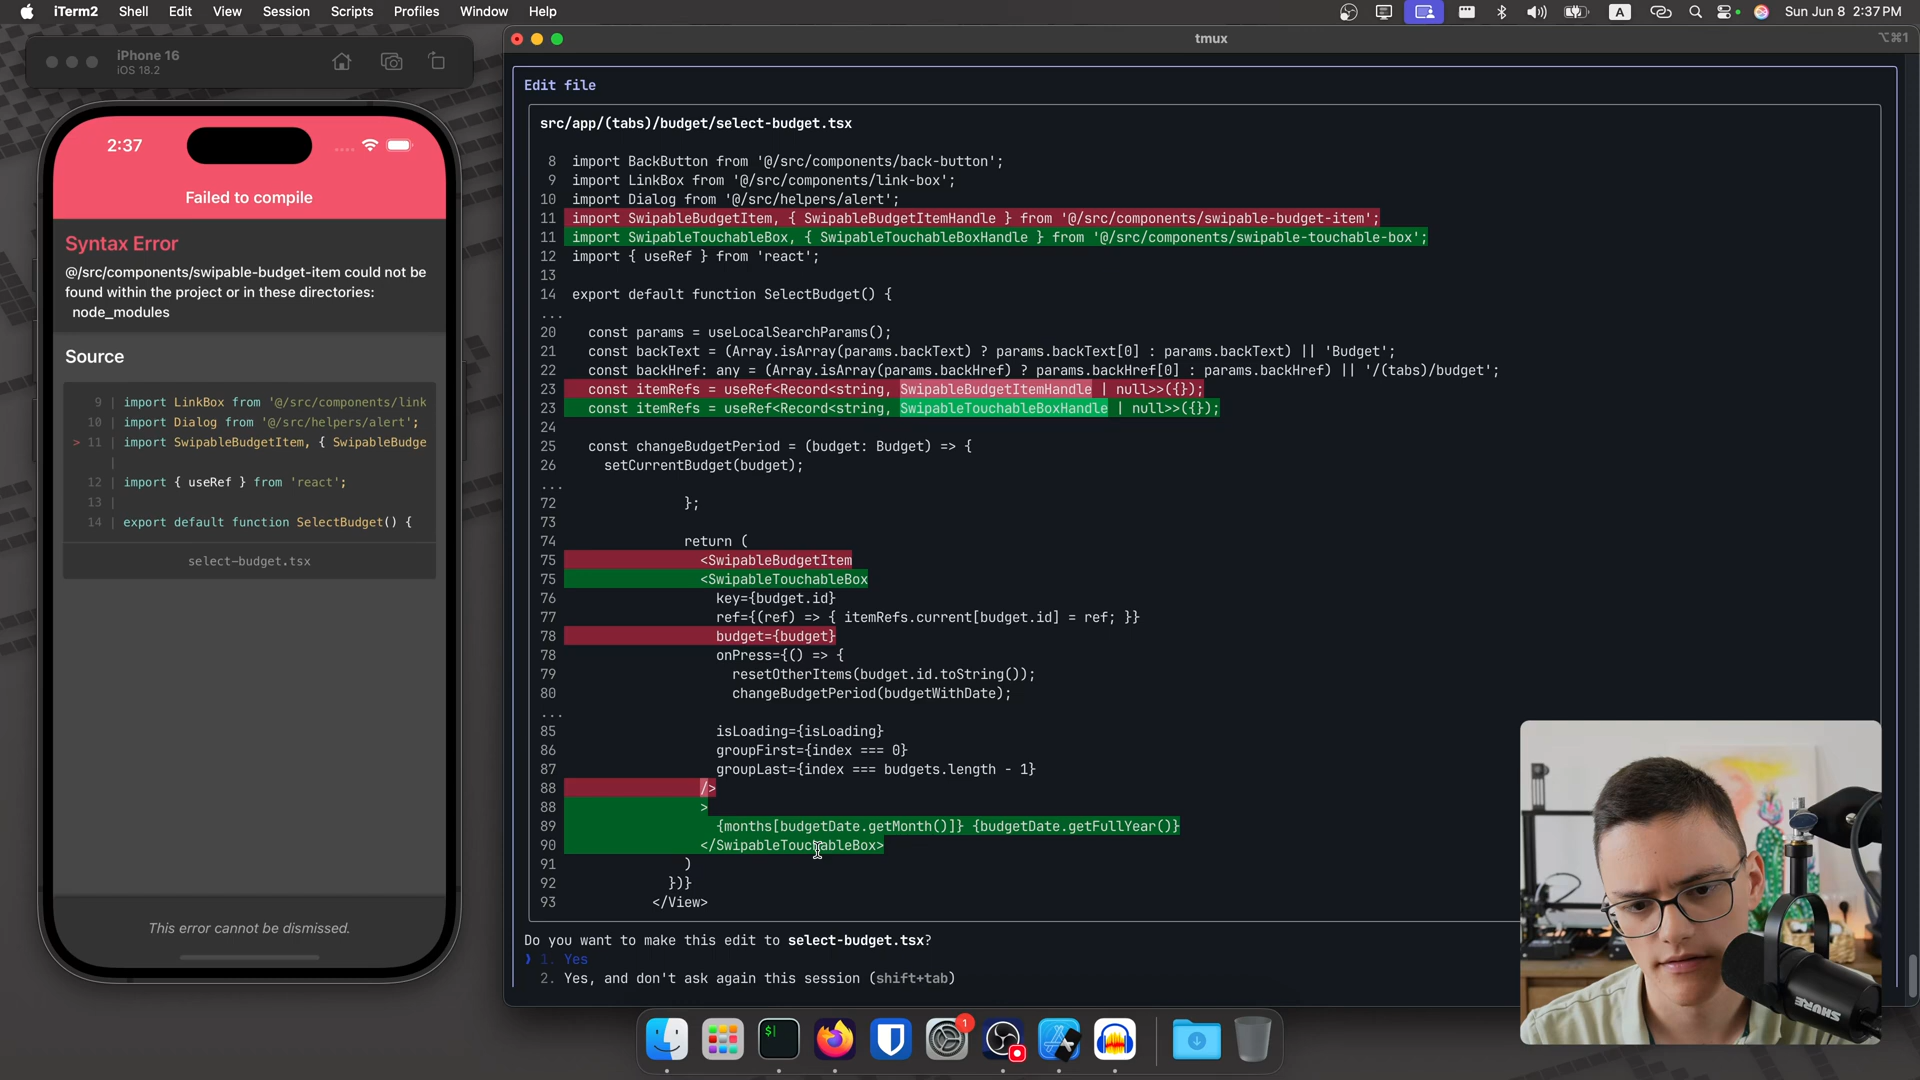 iTerm2 Shell Edit View Session Scripts Profiles Window Help
A Sun Jun 8 2:37 PM
iPhone 16
iOS 18.2
2:37
Failed to compile
Syntax Error
@/src/components/swipable-budget-item could not be
found within the project or in these directories:
node_modules
Source
9 | import LinkBox from '@/src/components/link
10 | import Dialog from '@/src/helpers/alert';
> 11 | import SwipableBudgetItem, { SwipableBudge
|
12 | import { useRef } from 'react';
13 |
14 | export default function SelectBudget() {
select-budget.tsx
This error cannot be dismissed.
tmux
⌥⌘1
Edit file
src/app/(tabs)/budget/select-budget.tsx
8 import BackButton from '@/src/components/back-button';
9 import LinkBox from '@/src/components/link-box';
10 import Dialog from '@/src/helpers/alert';
11 import SwipableBudgetItem, { SwipableBudgetItemHandle } from '@/src/components/swipable-budget-item';
11 import SwipableTouchableBox, { SwipableTouchableBoxHandle } from '@/src/components/swipable-touchable-box';
12 import { useRef } from 'react';
13
14 export default function SelectBudget() {
...
20 const params = useLocalSearchParams();
21 const backText = (Array.isArray(params.backText) ? params.backText[0] : params.backText) || 'Budget';
22 const backHref: any = (Array.isArray(params.backHref) ? params.backHref[0] : params.backHref) || '/(tabs)/budget';
23 const itemRefs = useRef<Record<string, SwipableBudgetItemHandle | null>>({});
23 const itemRefs = useRef<Record<string, SwipableTouchableBoxHandle | null>>({});
24
25 const changeBudgetPeriod = (budget: Budget) => {
26 setCurrentBudget(budget);
...
72 };
73
74 return (
75 <SwipableBudgetItem
75 <SwipableTouchableBox
76 key={budget.id}
77 ref={(ref) => { itemRefs.current[budget.id] = ref; }}
78 budget={budget}
78 onPress={() => {
79 resetOtherItems(budget.id.toString());
80 changeBudgetPeriod(budgetWithDate);
...
85 isLoading={isLoading}
86 groupFirst={index === 0}
87 groupLast={index === budgets.length - 1}
88 />
88 >
89 {months[budgetDate.getMonth()]} {budgetDate.getFullYear()}
90 </SwipableTouchableBox>
91 )
92 })}
93 </View>
Do you want to make this edit to select-budget.tsx?
❯ 1. Yes
2. Yes, and don't ask again this session (shift+tab)
$
1
SHURE